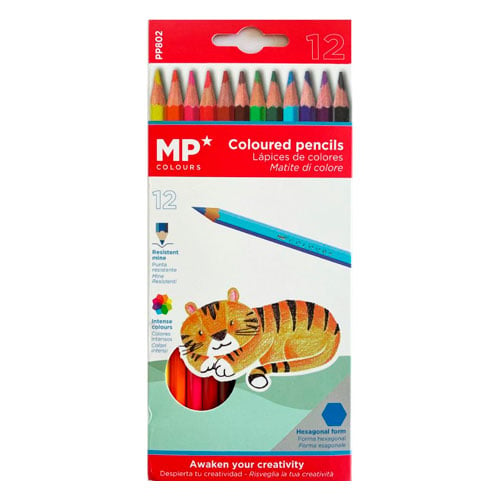 PP802
12
MP
COLOURS
Coloured pencils
Lápices de colores
Matite di colore
12
Resistent
mine
Punta
resistente
Mine
Resistenti
Intense
colours
Colores
intensos
Colori
intensi
Hexagonal form
Forma hexagonal
Forma esagonale
Awaken your creativity
Despierta tu creatividad - Risveglia la tua creatività